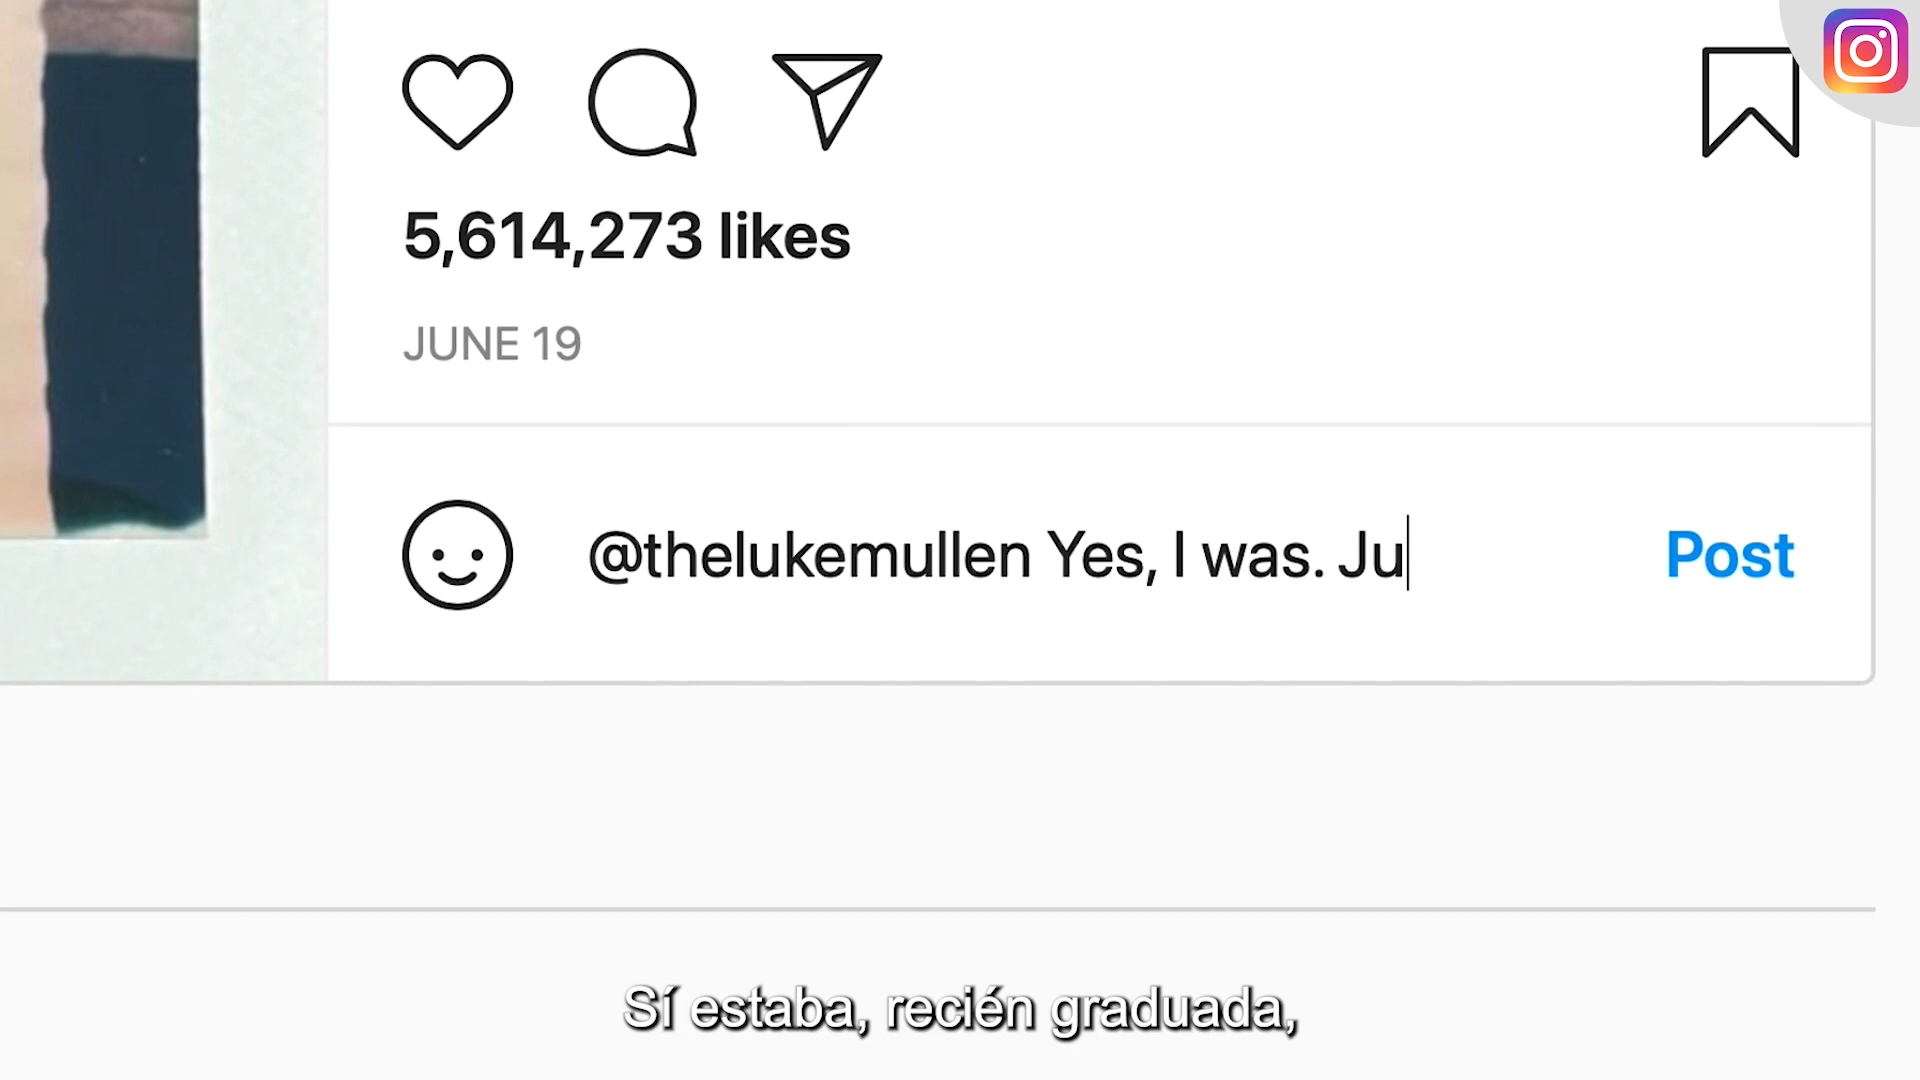 5,614,273 likes
JUNE 19
@thelukemullen Yes, I was. Ju
Post
Sí estaba, recién graduada,